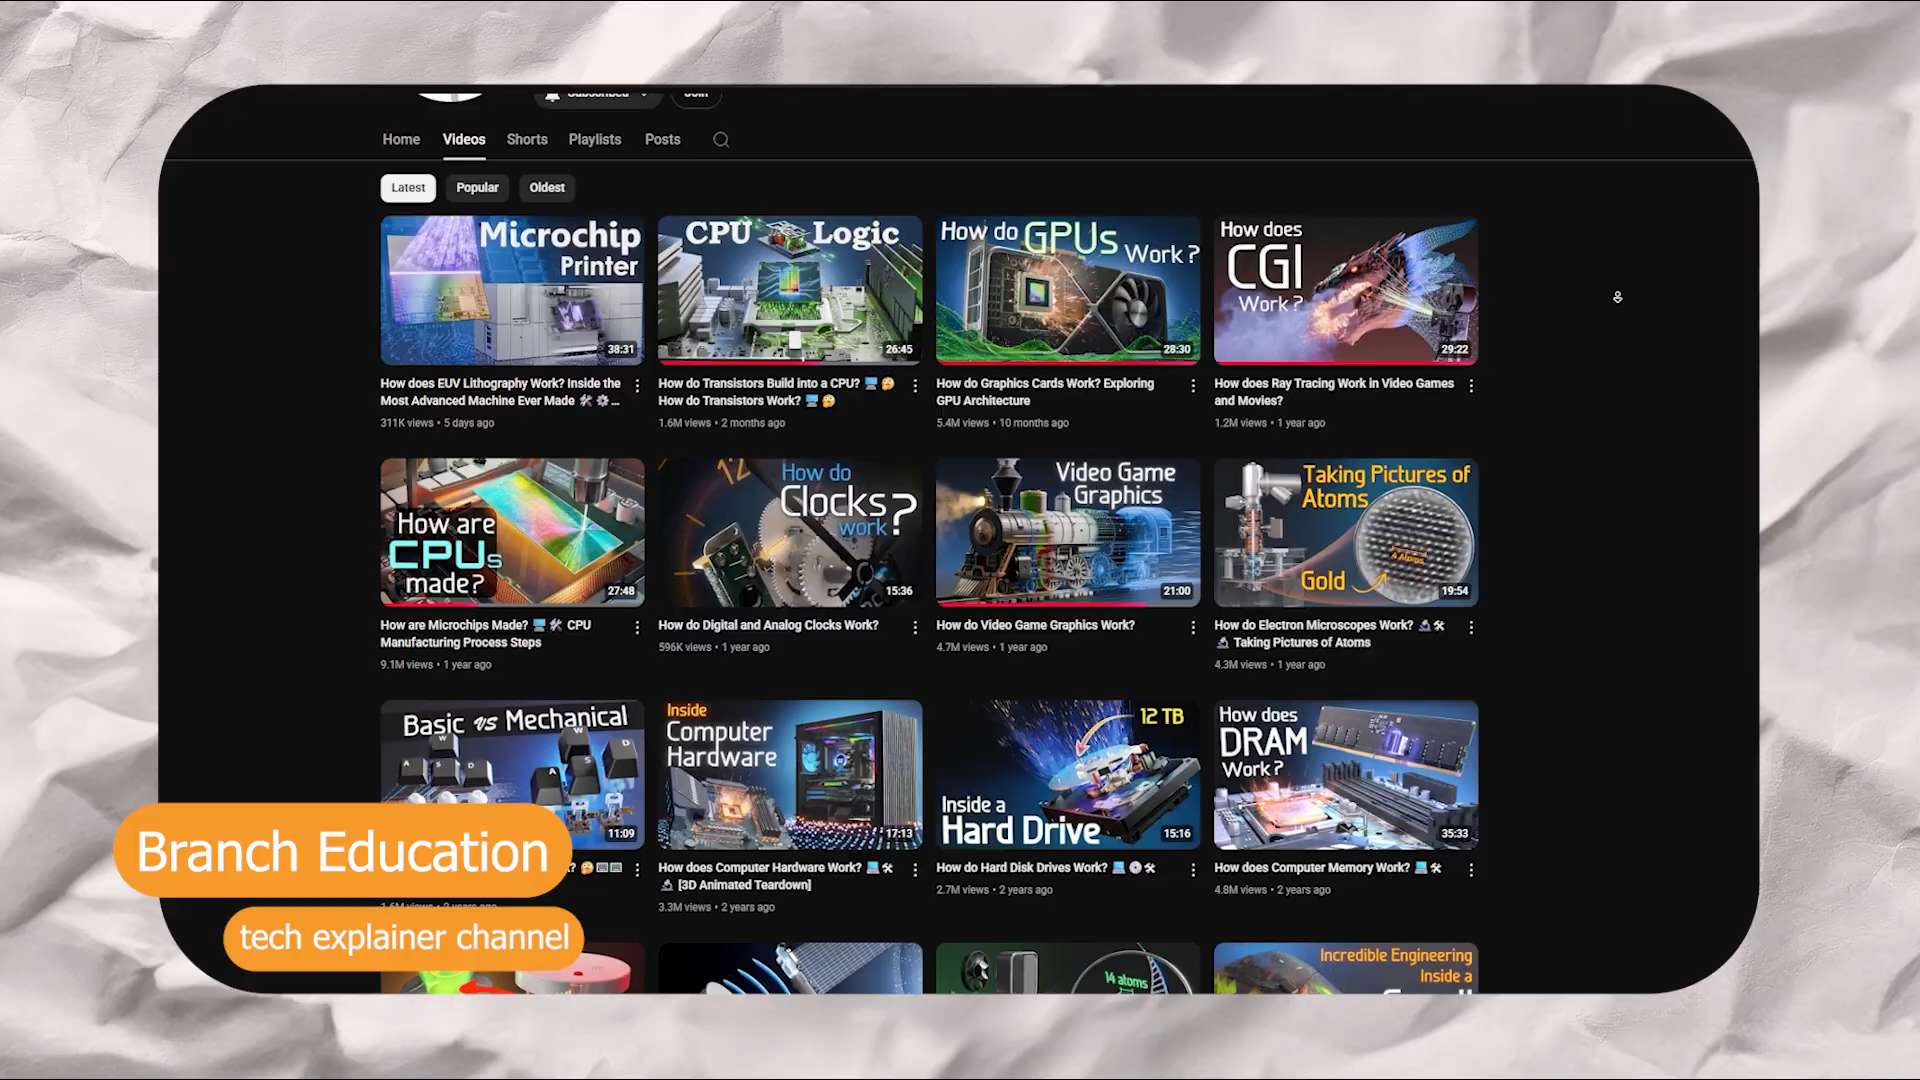 Subscribed
Join
Home
Videos
Shorts
Playlists
Posts
Latest
Popular
Oldest
Microchip
Printer
38:31
How does EUV Lithography Work? Inside the
Most Advanced Machine Ever Made 🛠️ ⚙️...
311K views • 5 days ago
CPU Logic
26:45
How do Transistors Build into a CPU? 🖥️ 🤔
How do Transistors Work? 🖥️ 🤔
1.6M views • 2 months ago
How do GPUs Work?
28:30
How do Graphics Cards Work? Exploring
GPU Architecture
5.4M views • 10 months ago
How does
CGI
Work?
29:22
How does Ray Tracing Work in Video Games
and Movies?
1.2M views • 1 year ago
How are
CPUs
made?
27:48
How are Microchips Made? 🖥️🛠️ CPU
Manufacturing Process Steps
9.1M views • 1 year ago
12
How do
Clocks
work?
15:36
How do Digital and Analog Clocks Work?
596K views • 1 year ago
Video Game
Graphics
21:00
How do Video Game Graphics Work?
4.7M views • 1 year ago
Taking Pictures of
Atoms
4 Atoms
Gold
19:54
How do Electron Microscopes Work? 🔬🛠️
🔬 Taking Pictures of Atoms
4.3M views • 1 year ago
Basic vs Mechanical
W
A S D
W
A S D
11:09
? 🤔⌨️⌨️
1.6M views • 2 years ago
Inside
Computer
Hardware
17:13
How does Computer Hardware Work? 💻🛠️
🔬 [3D Animated Teardown]
3.3M views • 2 years ago
12 TB
Inside a
Hard Drive
15:16
How do Hard Disk Drives Work? 💻💿🛠️
2.7M views • 2 years ago
How does
DRAM
Work?
35:33
How does Computer Memory Work? 💻🛠️
4.8M views • 2 years ago
Branch Education
tech explainer channel
14 atoms
Incredible Engineering
Inside a